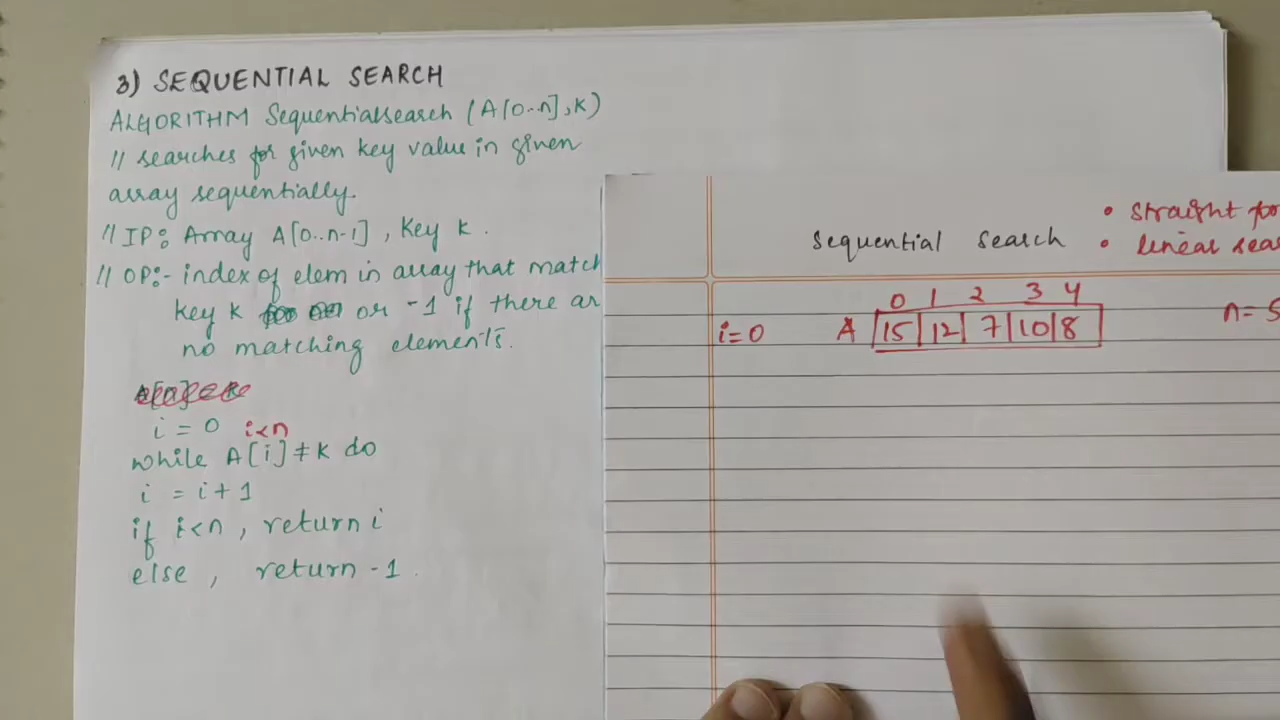 3) SEQUENTIAL SEARCH
ALGORITHM Sequentialsearch (A[0..n], K)
// searches for given key value in given
array sequentially.
// IP: Array A[0..n-1], Key k.
// OP:- index of elem in array that match
key k or -1 if there ar
no matching elements.
i = 0 i<n
while A[i] ≠ K do
i = i + 1
if i<n, return i
else, return -1.
Sequential Search
• straight for
• linear sear
0 1 2 3 4
i=0 A 15 12 7 10 8 n=5